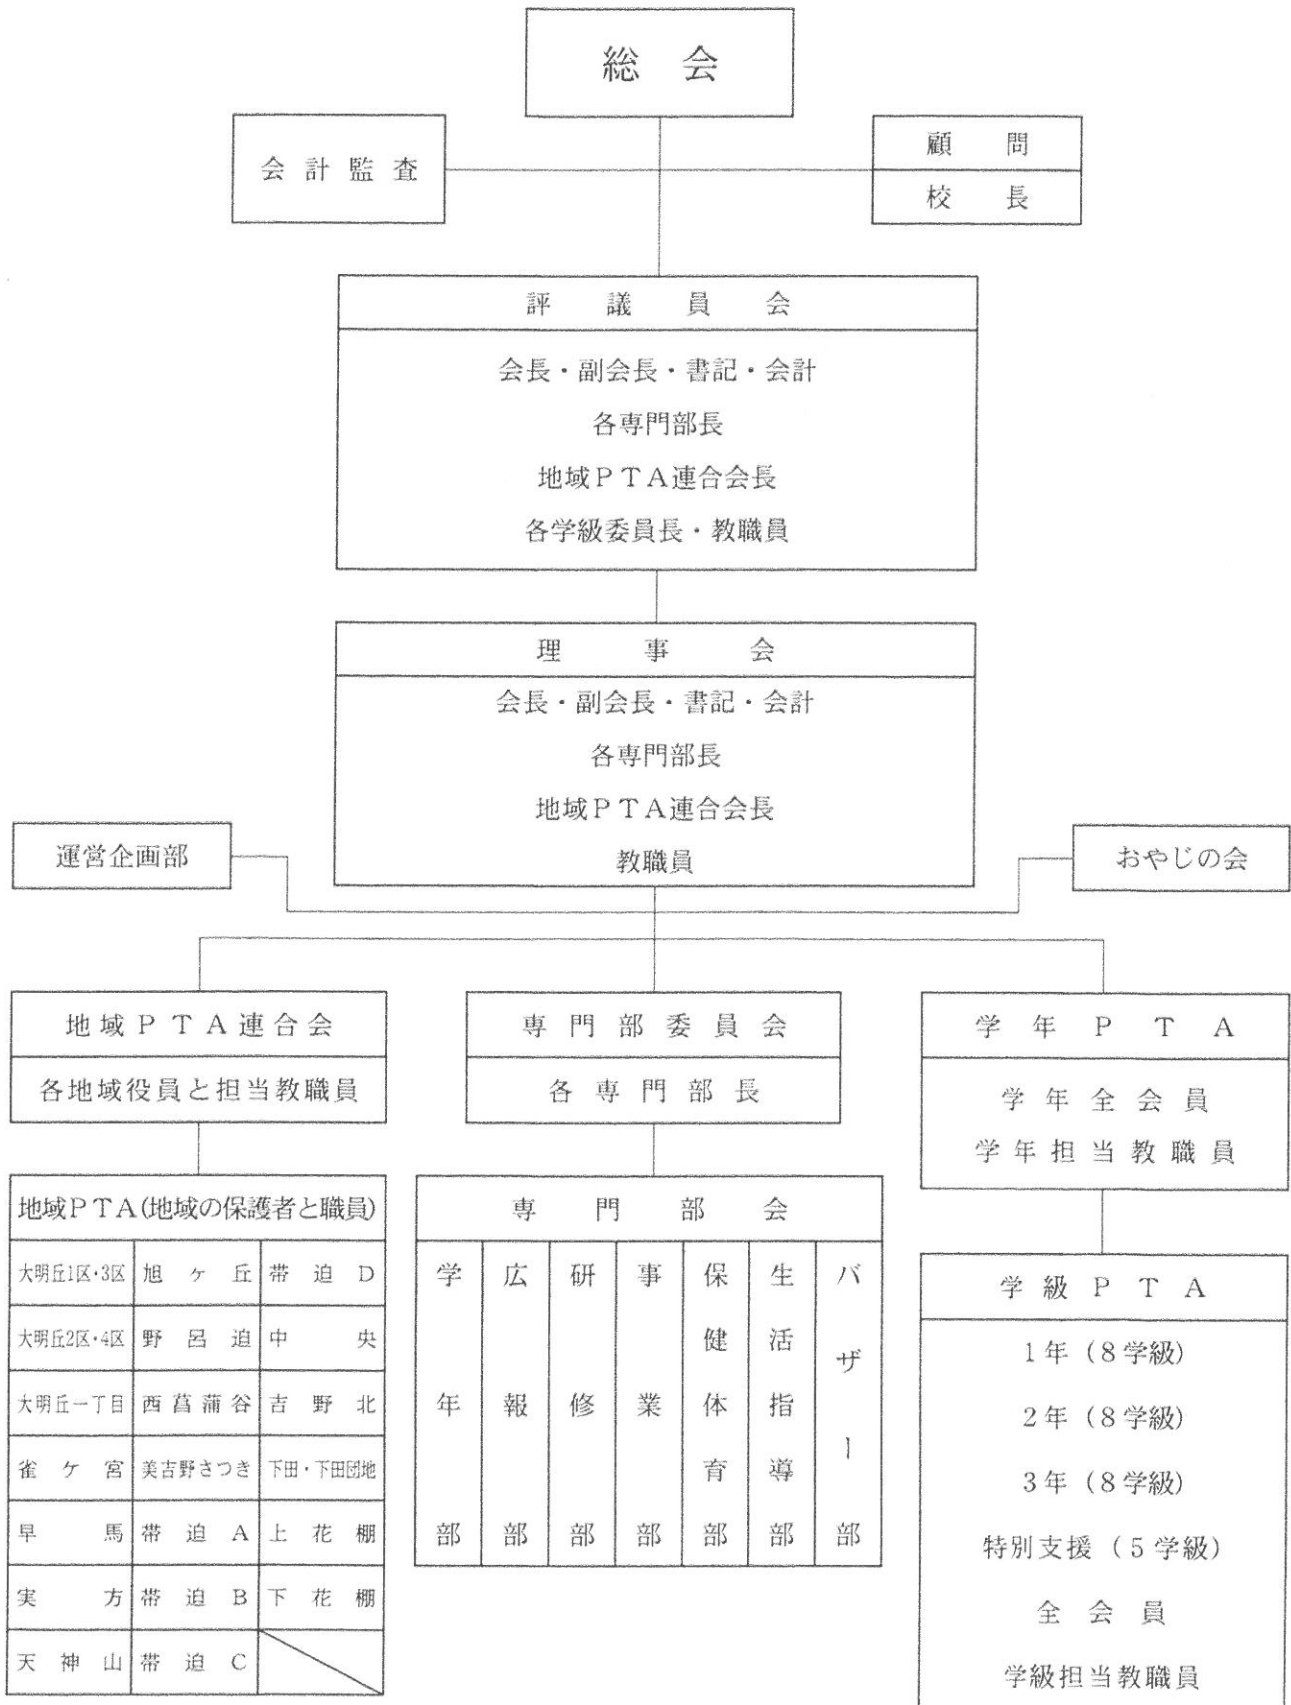 総会
会計監査
顧問
校長
評議員会
会長・副会長・書記・会計
各専門部長
地域PTA連合会長
各学級委員長・教職員
理事会
会長・副会長・書記・会計
各専門部長
地域PTA連合会長
教職員
運営企画部
おやじの会
地域PTA連合会
各地域役員と担当教職員
専門部委員会
各専門部長
学年PTA
学年全会員
学年担当教職員
地域PTA(地域の保護者と職員)
大明丘1区・3区 旭ヶ丘 帯迫D
大明丘2区・4区 野呂迫 中央
大明丘一丁目 西菖蒲谷 吉野北
雀ケ宮 美吉野さつき 下田・下田団地
早馬 帯迫A 上花棚
実方 帯迫B 下花棚
天神山 帯迫C
専門部会
学年部
広報部
研修部
事業部
保健体育部
生活指導部
バザー部
学級PTA
1年(8学級)
2年(8学級)
3年(8学級)
特別支援(5学級)
全会員
学級担当教職員